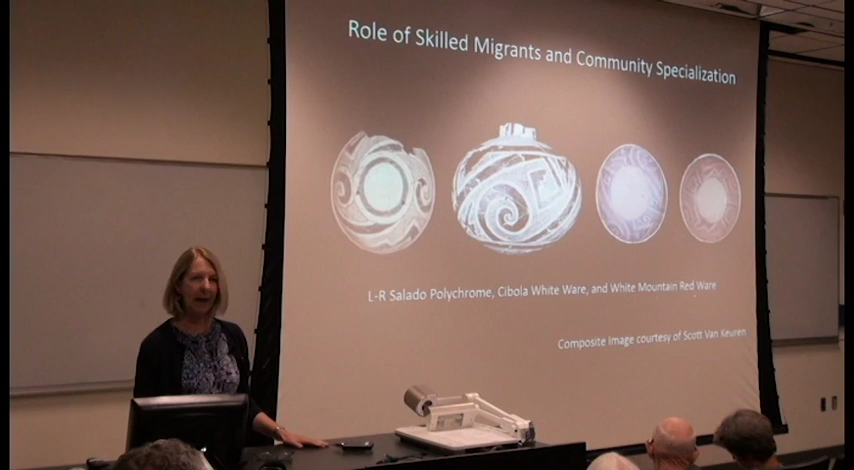 Role of Skilled Migrants and Community Specialization
L-R Salado Polychrome, Cibola White Ware, and White Mountain Red Ware
Composite Image courtesy of Scott Van Keuren